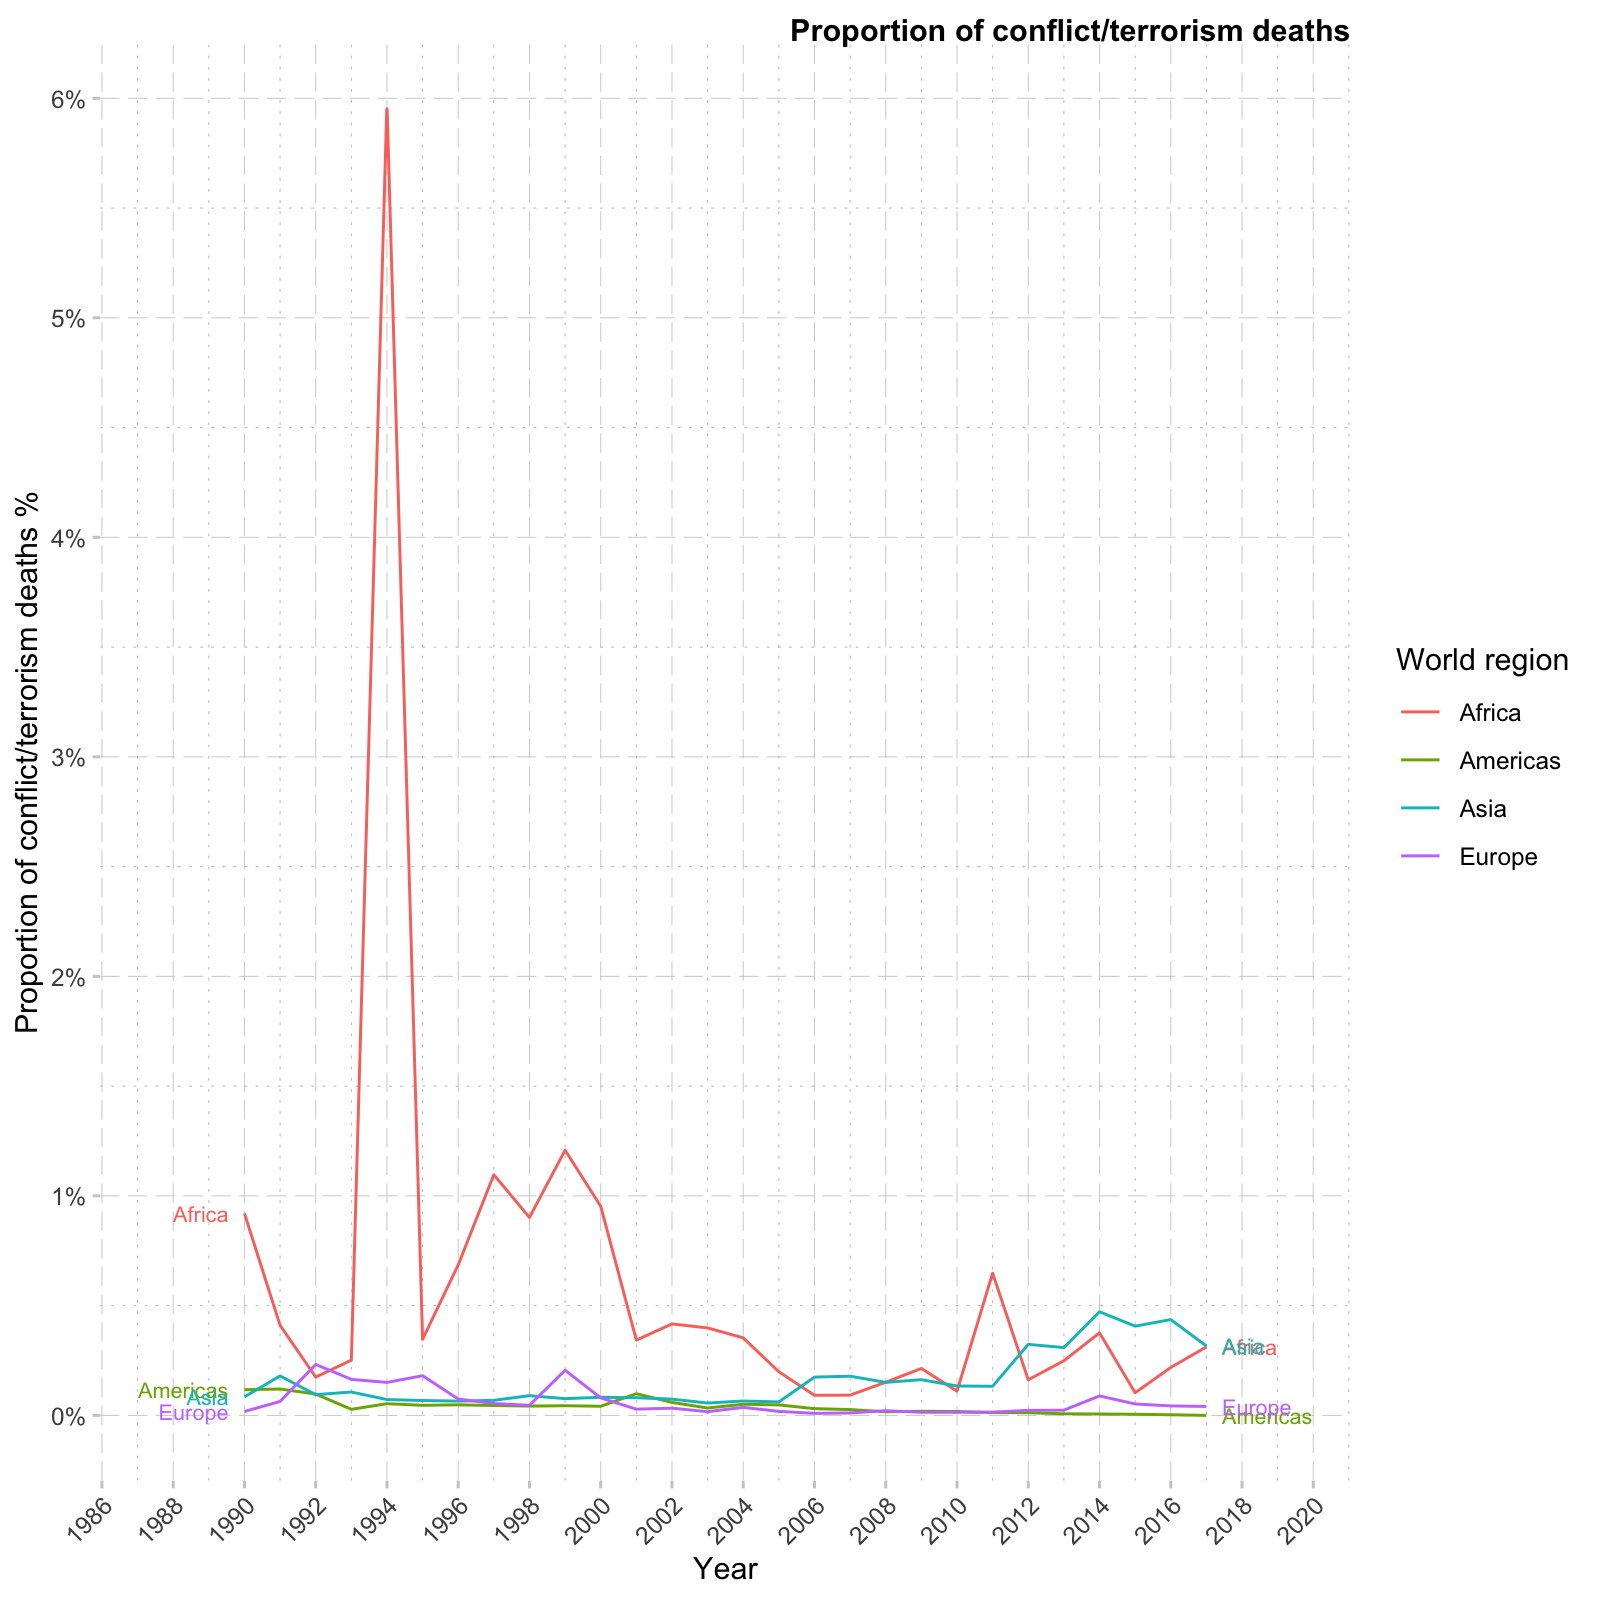 Proportion of conflict/terrorism deaths
Proportion of conflict/terrorism deaths %
6%
5%
4%
3%
2%
1%
0%
Africa
Americas
Asia
Europe
Asia
Africa
Europe
Americas
1986
1988
1990
1992
1994
1996
1998
2000
2002
2004
2006
2008
2010
2012
2014
2016
2018
2020
Year
World region
Africa
Americas
Asia
Europe